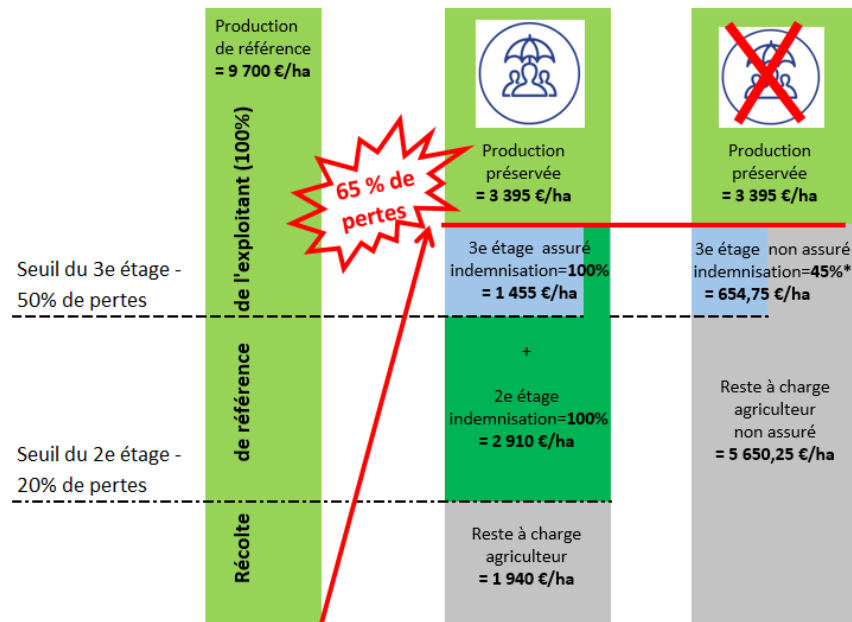 Production
de référence
= 9 700 €/ha
Récolte de référence de l'exploitant (100%)
65 % de
pertes
Seuil du 3e étage -
50% de pertes
Seuil du 2e étage -
20% de pertes
Production
préservée
= 3 395 €/ha
3e étage assuré
indemnisation=100%
= 1 455 €/ha
+
2e étage
indemnisation=100%
= 2 910 €/ha
Reste à charge
agriculteur
= 1 940 €/ha
Production
préservée
= 3 395 €/ha
3e étage non assuré
indemnisation=45%*
= 654,75 €/ha
Reste à charge
agriculteur
non assuré
= 5 650,25 €/ha